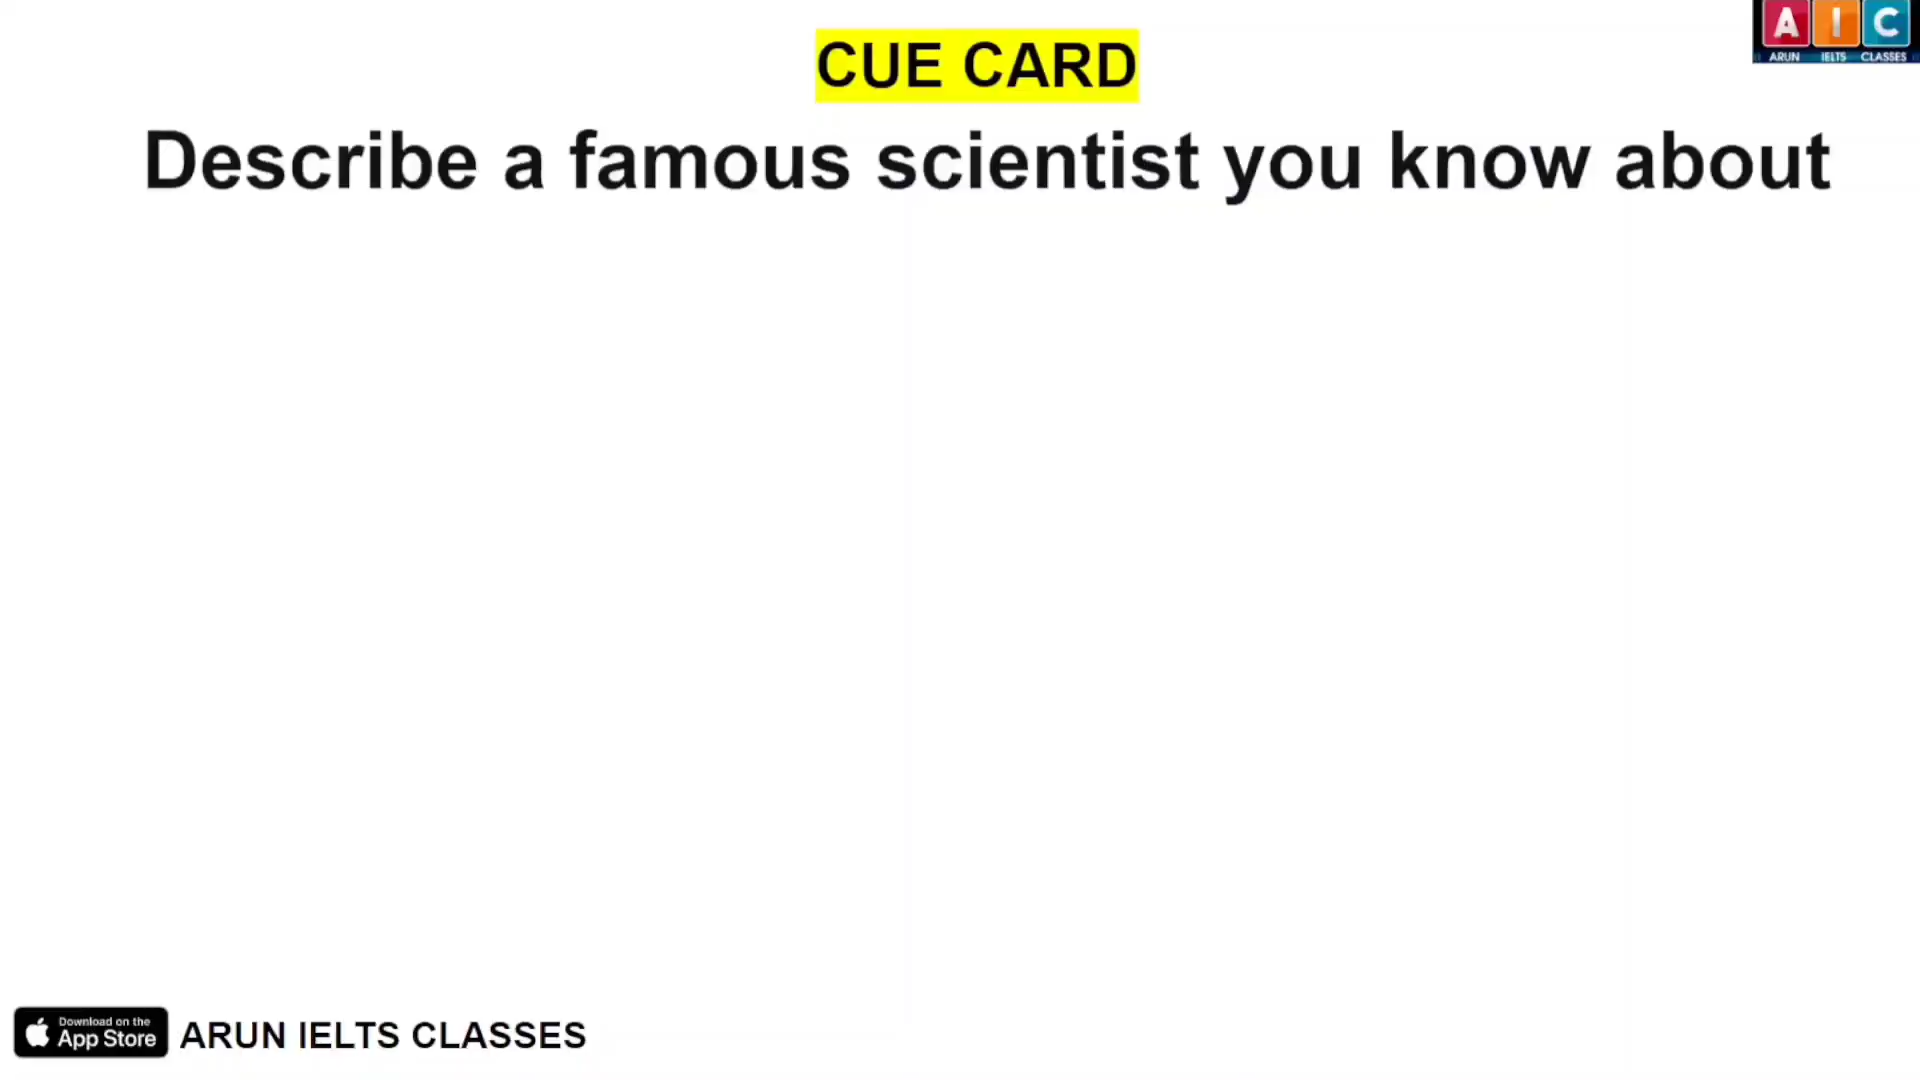 A I C
ARUN IELTS CLASSES
CUE CARD
Describe a famous scientist you know about
Download on the
App Store
ARUN IELTS CLASSES